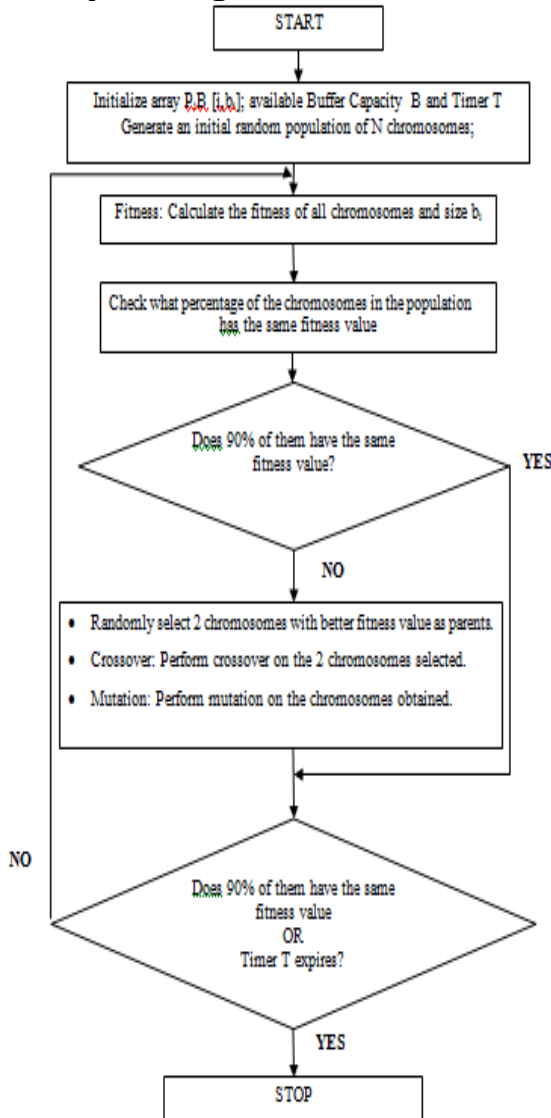 START
Initialize array PᵢBᵢ [iᵢ,bᵢ]; available Buffer Capacity B and Timer T
Generate an initial random population of N chromosomes;
Fitness: Calculate the fitness of all chromosomes and size bᵢ
Check what percentage of the chromosomes in the population
has the same fitness value
Does 90% of them have the same
fitness value?
YES
NO
• Randomly select 2 chromosomes with better fitness value as parents.
• Crossover: Perform crossover on the 2 chromosomes selected.
• Mutation: Perform mutation on the chromosomes obtained.
NO
Does 90% of them have the same
fitness value
OR
Timer T expires?
YES
STOP